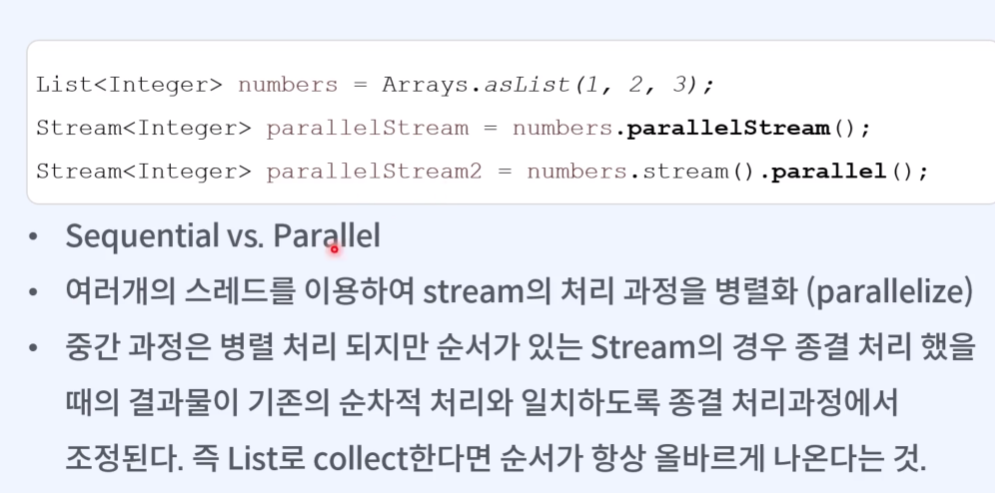 List<Integer> numbers = Arrays.asList(1, 2, 3);
Stream<Integer> parallelStream = numbers.parallelStream();
Stream<Integer> parallelStream2 = numbers.stream().parallel();
• Sequential vs. Parallel
• 여러개의 스레드를 이용하여 stream의 처리 과정을 병렬화 (parallelize)
• 중간 과정은 병렬 처리 되지만 순서가 있는 Stream의 경우 종결 처리 했을
때의 결과물이 기존의 순차적 처리와 일치하도록 종결 처리과정에서
조정된다. 즉 List로 collect한다면 순서가 항상 올바르게 나온다는 것.